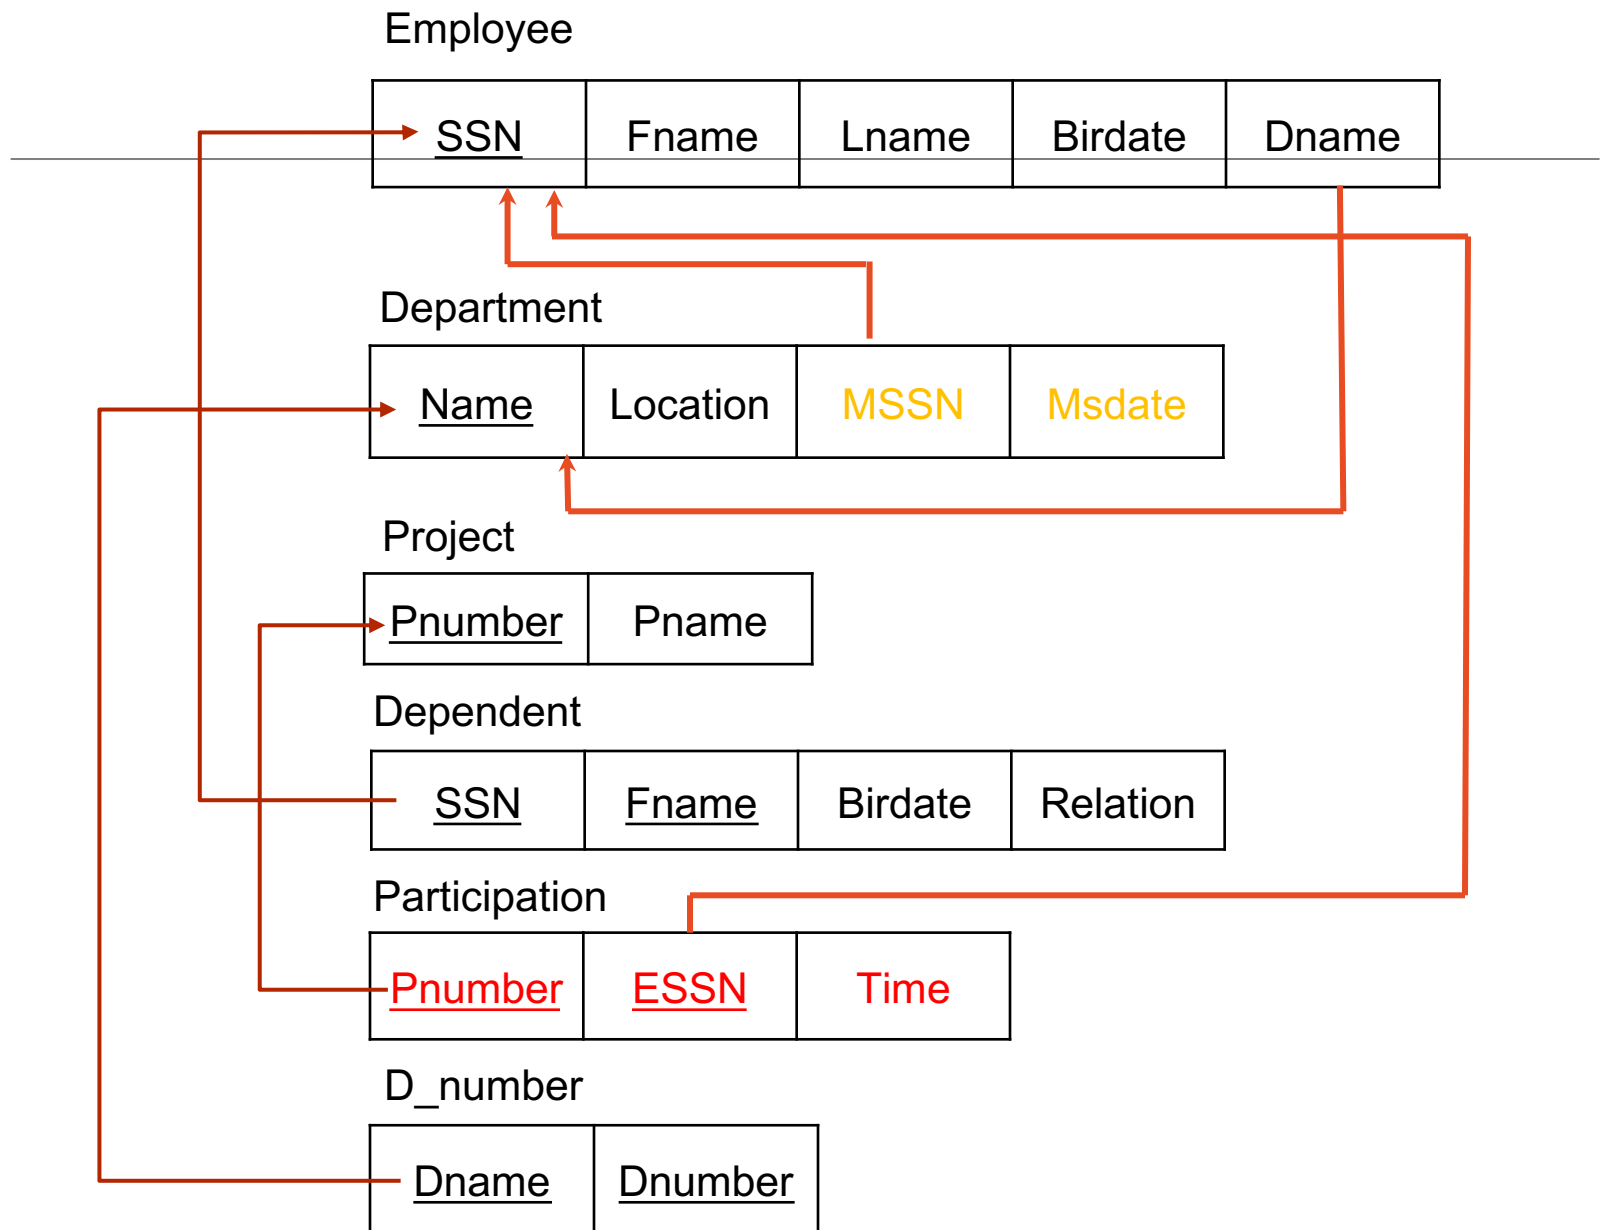 Employee
SSN Fname Lname Birdate Dname
Department
Name Location MSSN Msdate
Project
Pnumber Pname
Dependent
SSN Fname Birdate Relation
Participation
Pnumber ESSN Time
D_number
Dname Dnumber